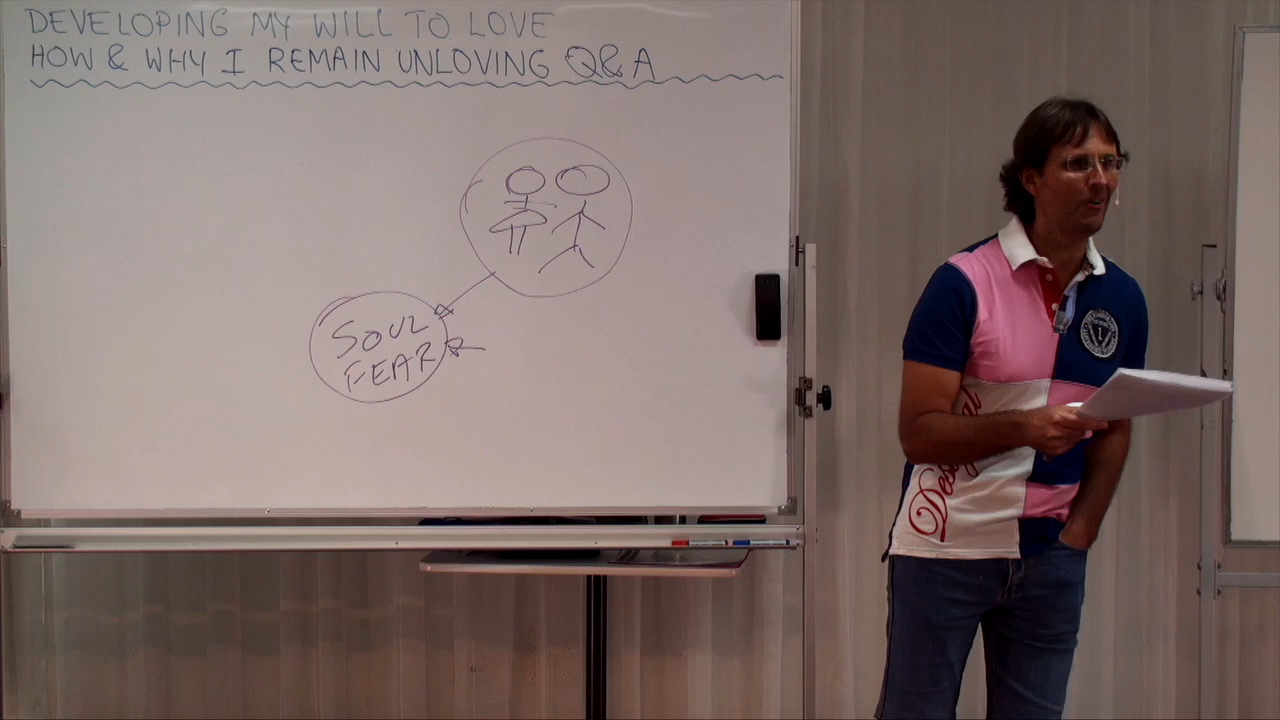 DEVELOPING MY WILL TO LOVE
HOW & WHY I REMAIN UNLOVING Q&A
SOUL
FEAR